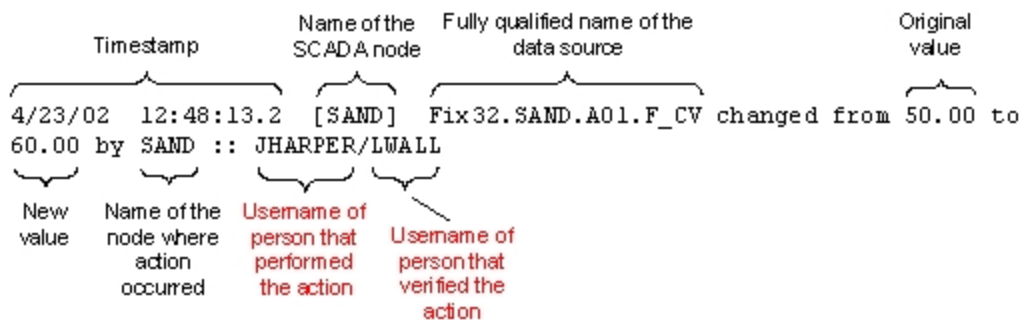 Timestamp
Name of the
SCADA node
Fully qualified name of the
data source
Original
value
4/23/02 12:48:13.2 [SAND] Fix32.SAND.A01.F_CV changed from 50.00 to
60.00 by SAND :: JHARPER/LWALL
New
value
Name of the
node where
action
occurred
Username of
person that
performed
the action
Username of
person that
verified the
action